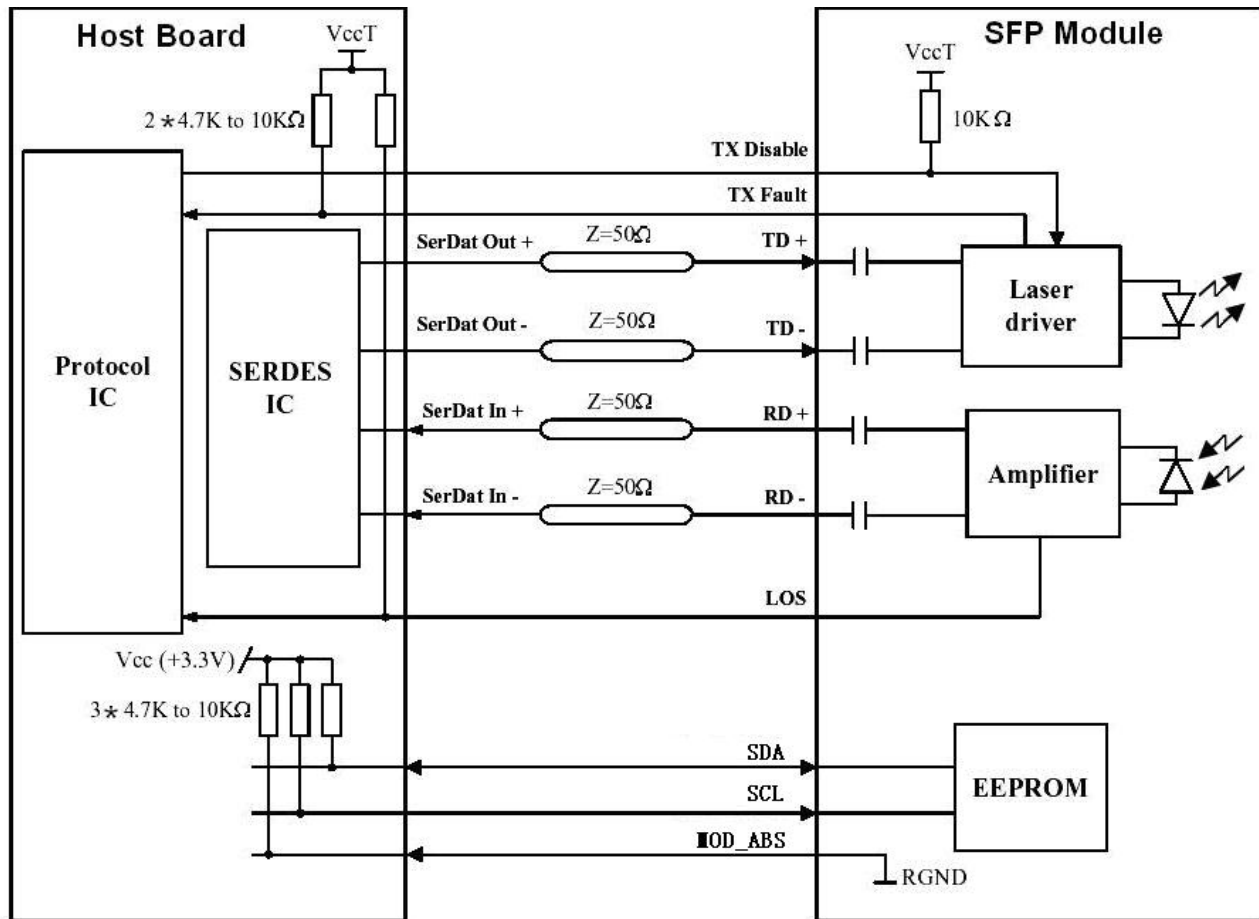 Host Board
SFP Module
VccT
VccT
2*4.7K to 10KΩ
10KΩ
TX Disable
TX Fault
SerDat Out +
Z=50Ω
TD +
Laser
driver
SerDat Out -
Z=50Ω
TD -
Protocol
IC
SERDES
IC
SerDat In +
Z=50Ω
RD +
Amplifier
SerDat In -
Z=50Ω
RD -
LOS
Vcc (+3.3V)
3*4.7K to 10KΩ
SDA
SCL
EEPROM
MOD_ABS
RGND